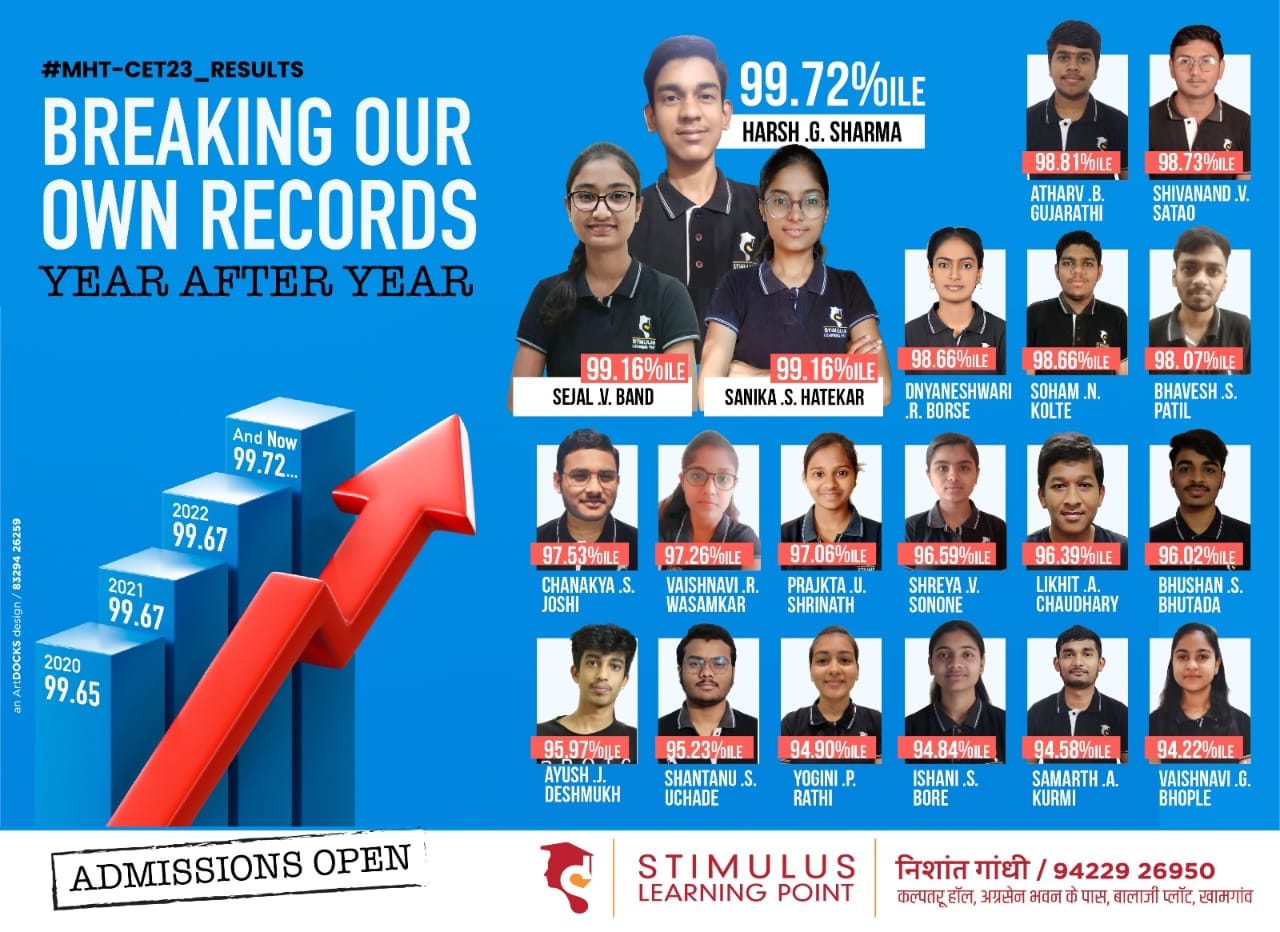 #MHT-CET23_RESULTS
BREAKING OUR
OWN RECORDS
YEAR AFTER YEAR
And Now
99.72...
2022
99.67
2021
99.67
2020
99.65
an ArtDOCKS design / 83294 26259
99.72%ILE
HARSH .G. SHARMA
99.16%ILE
SEJAL .V. BAND
99.16%ILE
SANIKA .S. HATEKAR
98.81%ILE
ATHARV .B.
GUJARATHI
98.73%ILE
SHIVANAND .V.
SATAO
98.66%ILE
DNYANESHWARI
.R. BORSE
98.66%ILE
SOHAM .N.
KOLTE
98.07%ILE
BHAVESH .S.
PATIL
97.53%ILE
CHANAKYA .S.
JOSHI
97.26%ILE
VAISHNAVI .R.
WASAMKAR
97.06%ILE
PRAJKTA .U.
SHRINATH
96.59%ILE
SHREYA .V.
SONONE
96.39%ILE
LIKHIT .A.
CHAUDHARY
96.02%ILE
BHUSHAN .S.
BHUTADA
95.97%ILE
AYUSH .J.
DESHMUKH
95.23%ILE
SHANTANU .S.
UCHADE
94.90%ILE
YOGINI .P.
RATHI
94.84%ILE
ISHANI .S.
BORE
94.58%ILE
SAMARTH .A.
KURMI
94.22%ILE
VAISHNAVI .G.
BHOPLE
ADMISSIONS OPEN
STIMULUS
LEARNING POINT
निशांत गांधी / 94229 26950
कल्पतरू हॉल, अग्रसेन भवन के पास, बालाजी प्लॉट, खामगांव